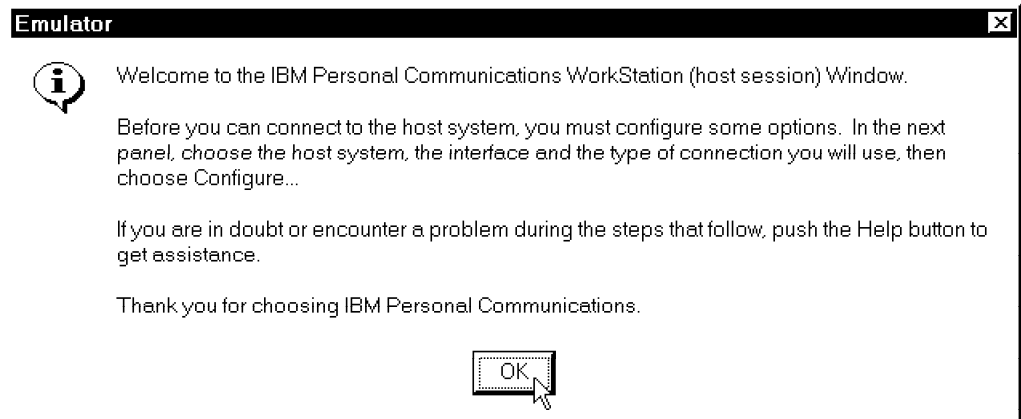 Emulator
Welcome to the IBM Personal Communications WorkStation (host session) Window.
Before you can connect to the host system, you must configure some options. In the next
panel, choose the host system, the interface and the type of connection you will use, then
choose Configure...
If you are in doubt or encounter a problem during the steps that follow, push the Help button to
get assistance.
Thank you for choosing IBM Personal Communications.
OK